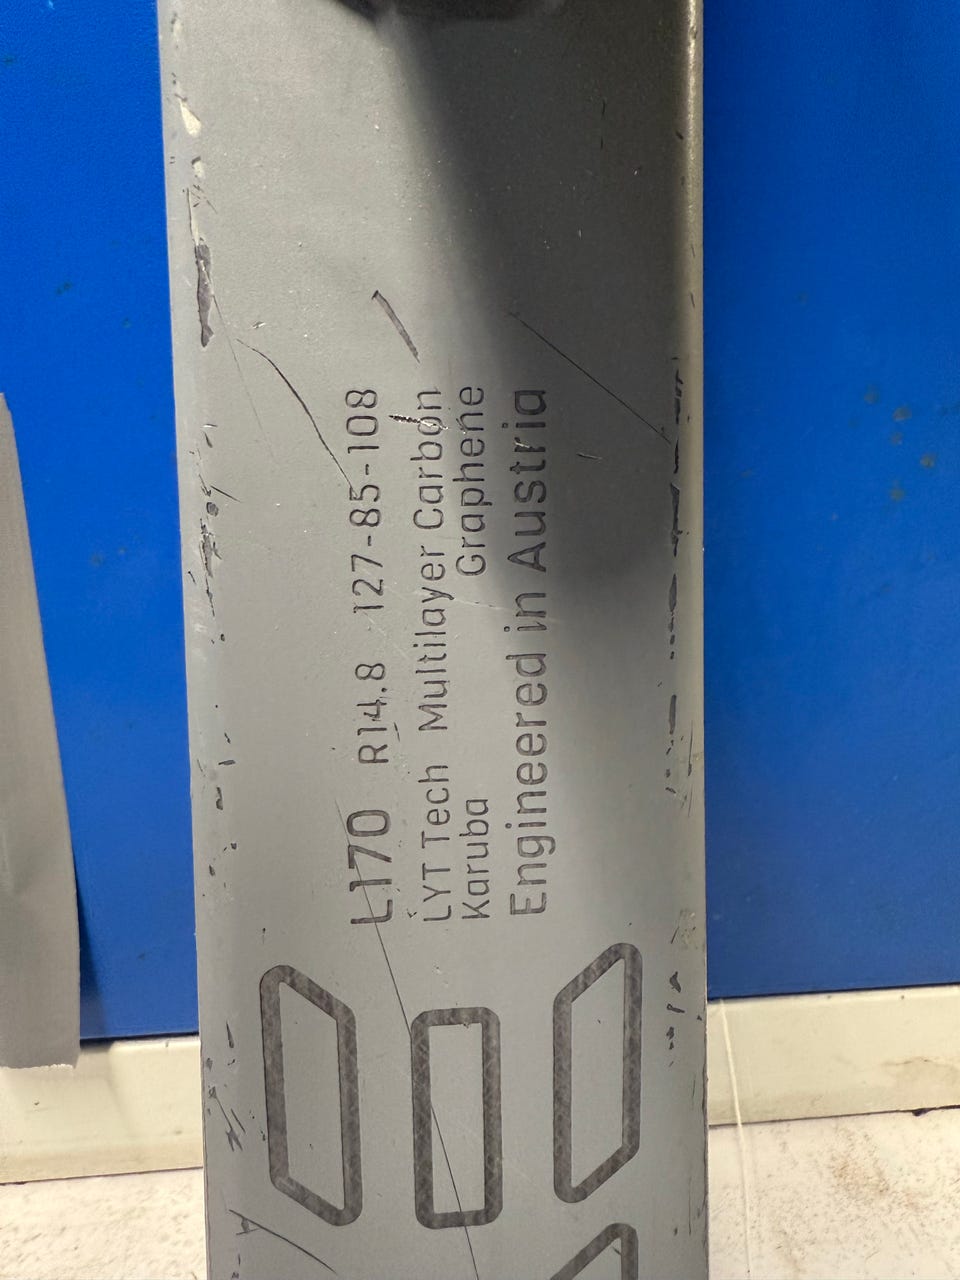 L170 R14.8 127-85-108
LYT Tech Multilayer Carbon
Karuba Graphene
Engineered in Austria